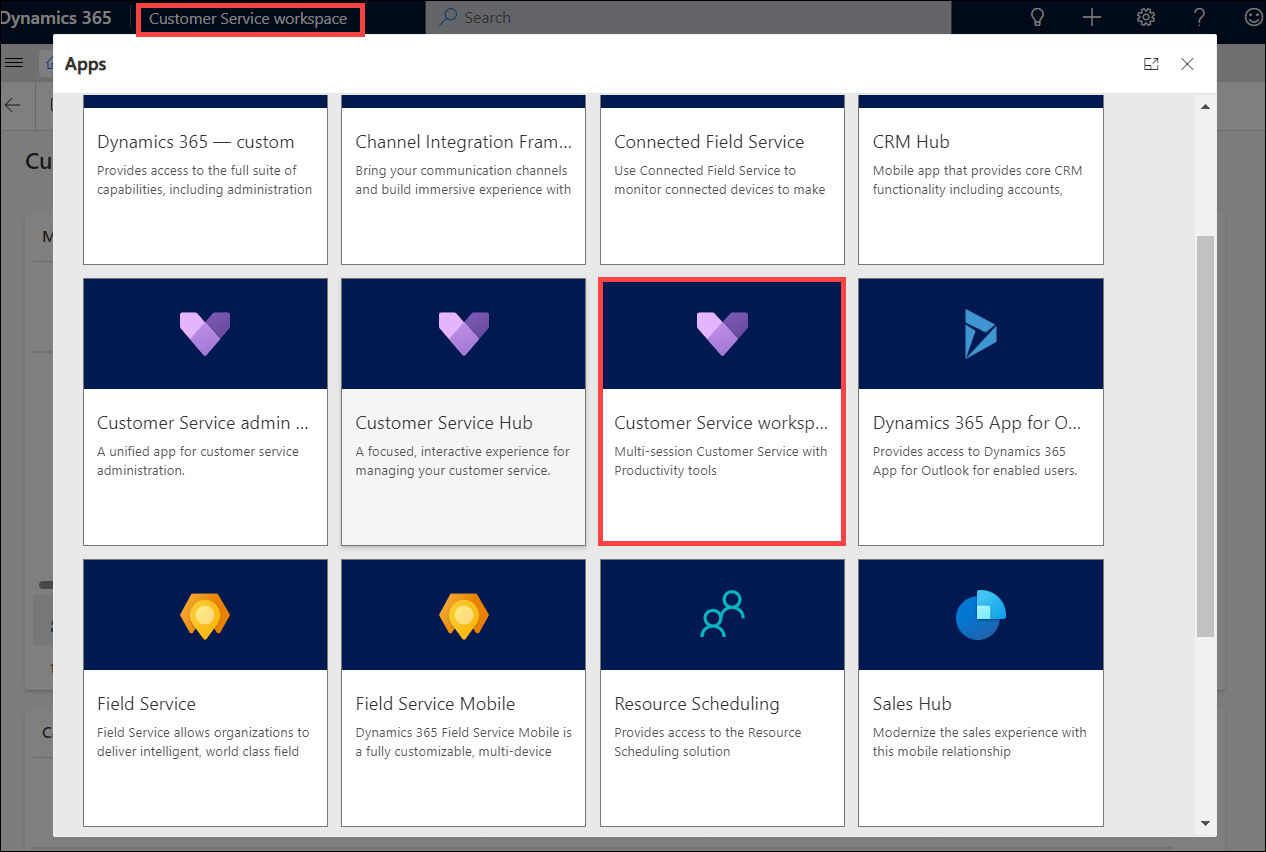 Dynamics 365
Customer Service workspace
Search
Apps
Cu
M
Dynamics 365 — custom
Provides access to the full suite of
capabilities, including administration
Channel Integration Fram...
Bring your communication channels
and build immersive experience with
Connected Field Service
Use Connected Field Service to
monitor connected devices to make
CRM Hub
Mobile app that provides core CRM
functionality including accounts,
Customer Service admin ...
A unified app for customer service
administration.
Customer Service Hub
A focused, interactive experience for
managing your customer service.
Customer Service worksp...
Multi-session Customer Service with
Productivity tools
Dynamics 365 App for O...
Provides access to Dynamics 365
App for Outlook for enabled users.
Field Service
Field Service allows organizations to
deliver intelligent, world class field
Field Service Mobile
Dynamics 365 Field Service Mobile is
a fully customizable, multi-device
Resource Scheduling
Provides access to the Resource
Scheduling solution
Sales Hub
Modernize the sales experience with
this mobile relationship